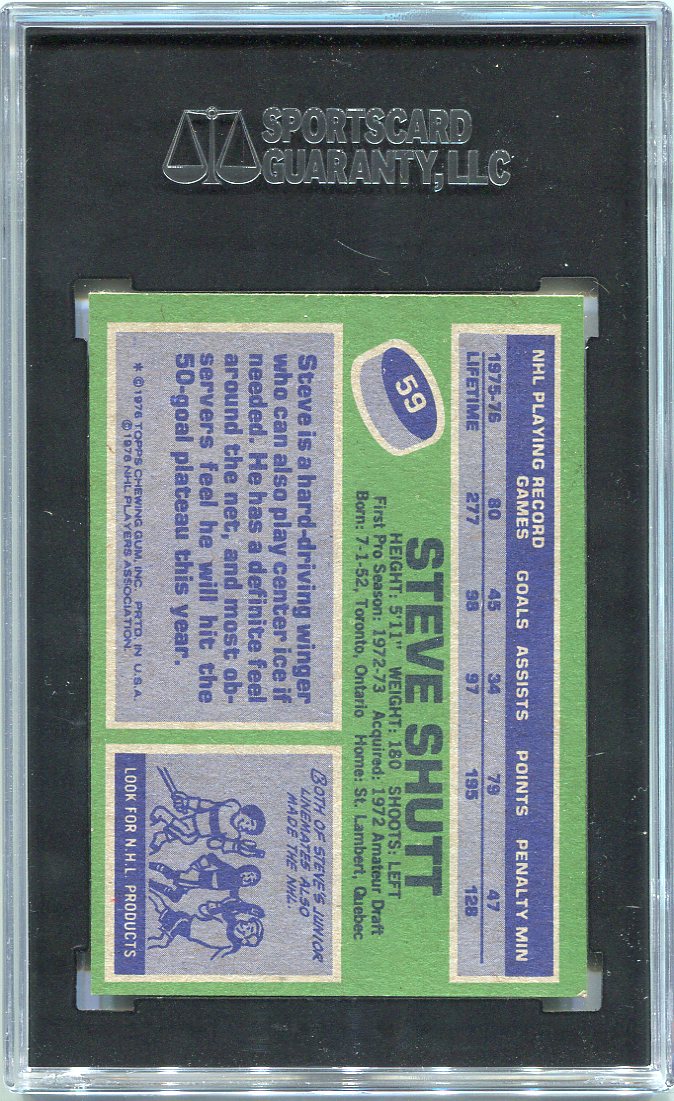 SPORTSCARD
GUARANTY, LLC
NHL PLAYING RECORD
GAMES GOALS ASSISTS POINTS PENALTY MIN
1975-76 80 45 34 79 47
LIFETIME 277 98 97 195 128
59
STEVE SHUTT
HEIGHT: 5'11" WEIGHT: 180 SHOOTS: LEFT
First Pro Season: 1972-73 Acquired: 1972 Amateur Draft
Born: 7-1-52, Toronto, Ontario Home: St. Lambert, Quebec
Steve is a hard-driving winger
who can also play center ice if
needed. He has a definite feel
around the net, and most ob-
servers feel he will hit the
50-goal plateau this year.
* © 1976 TOPPS CHEWING GUM, INC. PRTD. IN U.S.A.
© 1976 NHL PLAYERS ASSOCIATION.
BOTH OF STEVE'S JUNIOR
LINEMATES ALSO
MADE THE NHL.
LOOK FOR N.H.L. PRODUCTS